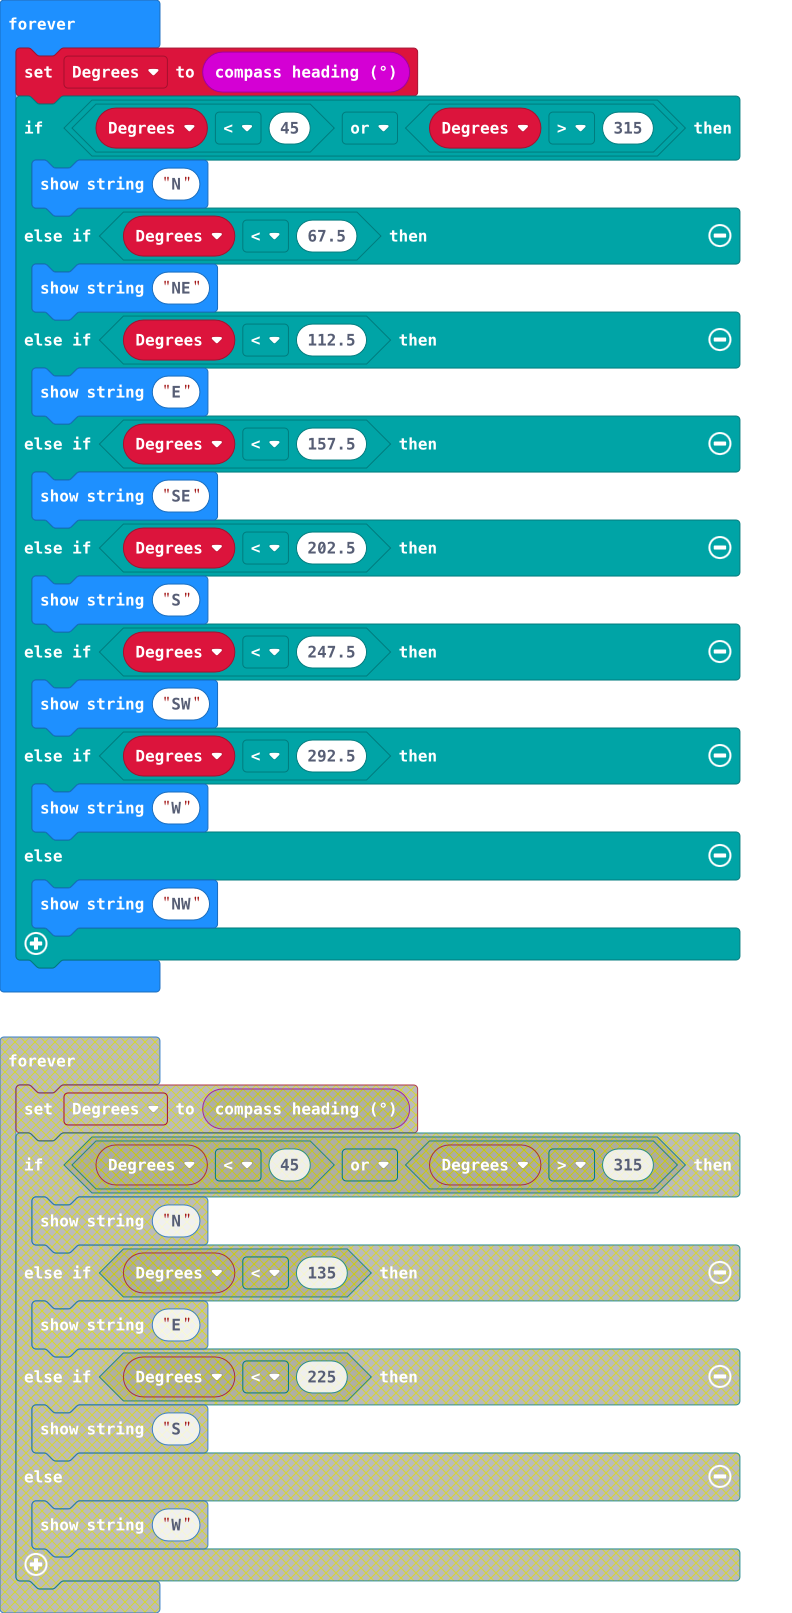 forever
set Degrees to compass heading (°)
if Degrees < 45 or Degrees > 315 then
show string "N"
else if Degrees < 67.5 then
show string "NE"
else if Degrees < 112.5 then
show string "E"
else if Degrees < 157.5 then
show string "SE"
else if Degrees < 202.5 then
show string "S"
else if Degrees < 247.5 then
show string "SW"
else if Degrees < 292.5 then
show string "W"
else
show string "NW"
forever
set Degrees to compass heading (°)
if Degrees < 45 or Degrees > 315 then
show string "N"
else if Degrees < 135 then
show string "E"
else if Degrees < 225 then
show string "S"
else
show string "W"